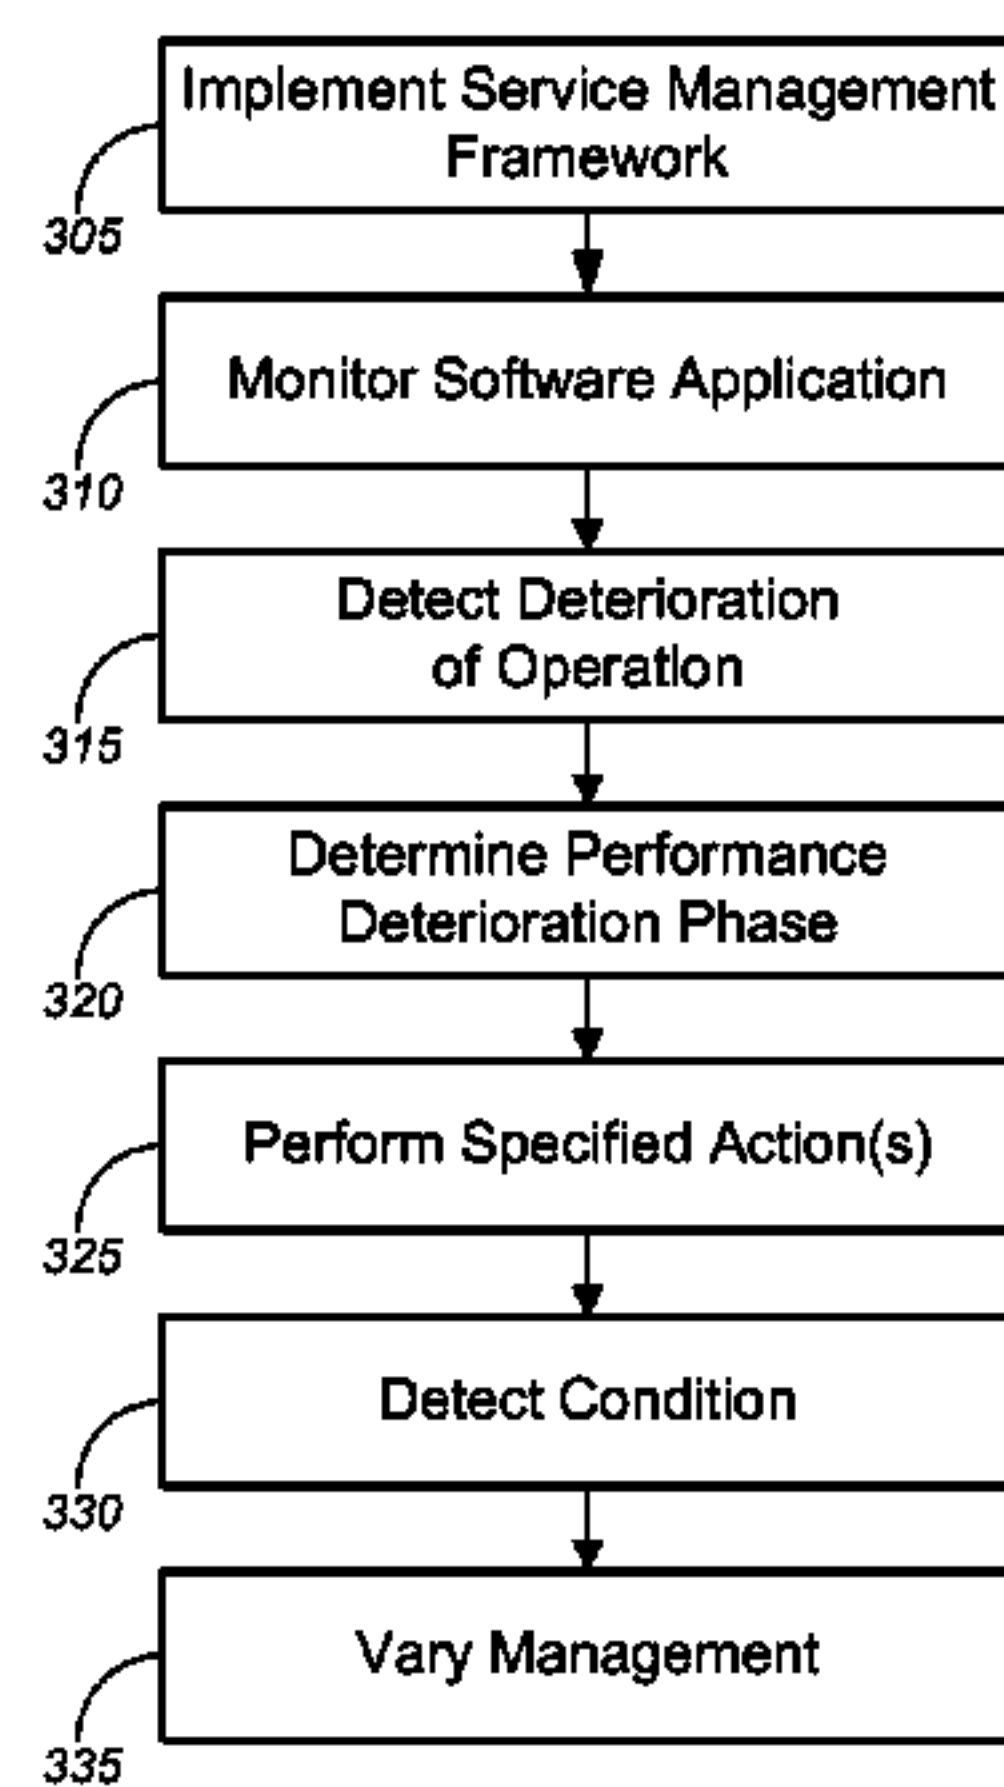 Implement Service Management
Framework
305
Monitor Software Application
310
Detect Deterioration
of Operation
315
Determine Performance
Deterioration Phase
320
Perform Specified Action(s)
325
Detect Condition
330
Vary Management
335